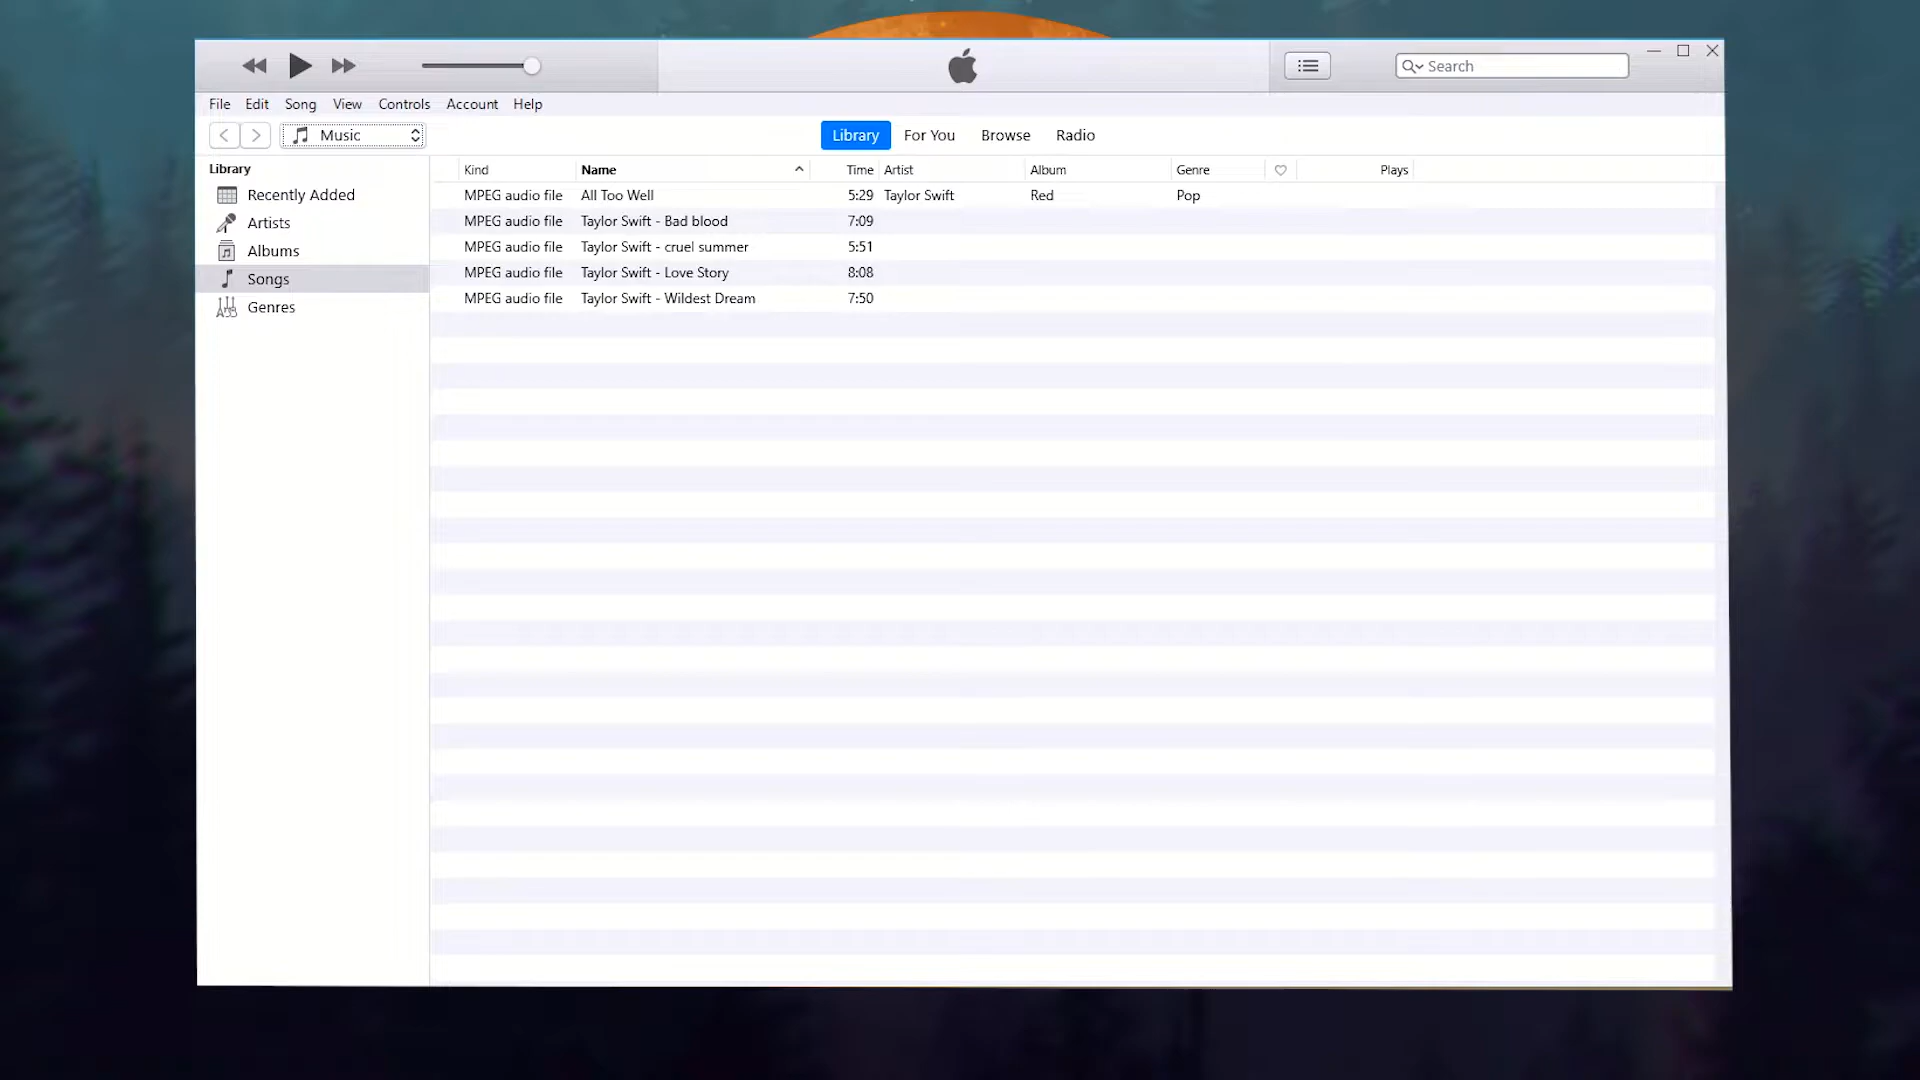 Search
File Edit Song View Controls Account Help
Music Library For You Browse Radio
Library
Recently Added
Artists
Albums
Songs
Genres
Kind Name Time Artist Album Genre Plays
MPEG audio file All Too Well 5:29 Taylor Swift Red Pop
MPEG audio file Taylor Swift - Bad blood 7:09
MPEG audio file Taylor Swift - cruel summer 5:51
MPEG audio file Taylor Swift - Love Story 8:08
MPEG audio file Taylor Swift - Wildest Dream 7:50